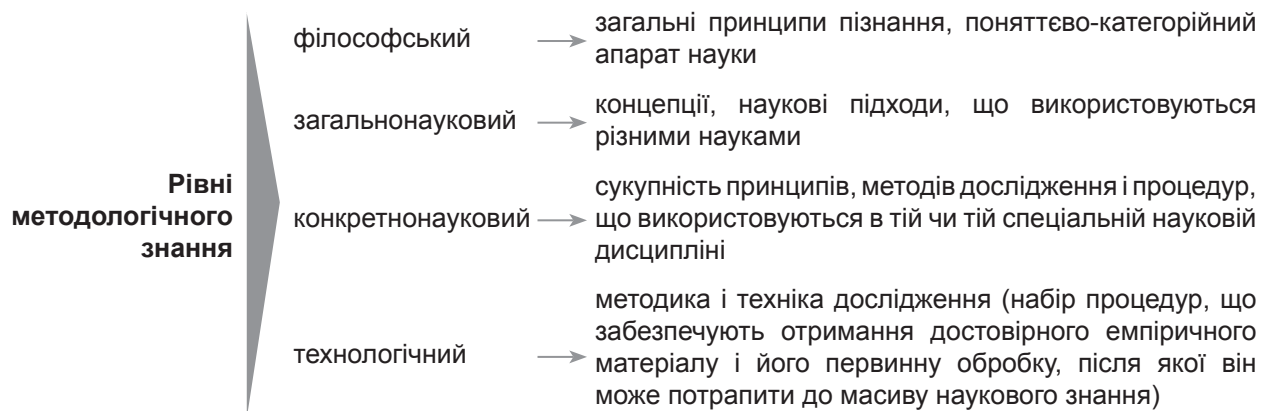 Рівні
методологічного
знання
філософський
загальні принципи пізнання, поняттєво-категорійний
апарат науки
загальнонауковий
концепції, наукові підходи, що використовуються
різними науками
конкретнонауковий
сукупність принципів, методів дослідження і процедур,
що використовуються в тій чи тій спеціальній науковій
дисципліні
технологічний
методика і техніка дослідження (набір процедур, що
забезпечують отримання достовірного емпіричного
матеріалу і його первинну обробку, після якої він
може потрапити до масиву наукового знання)